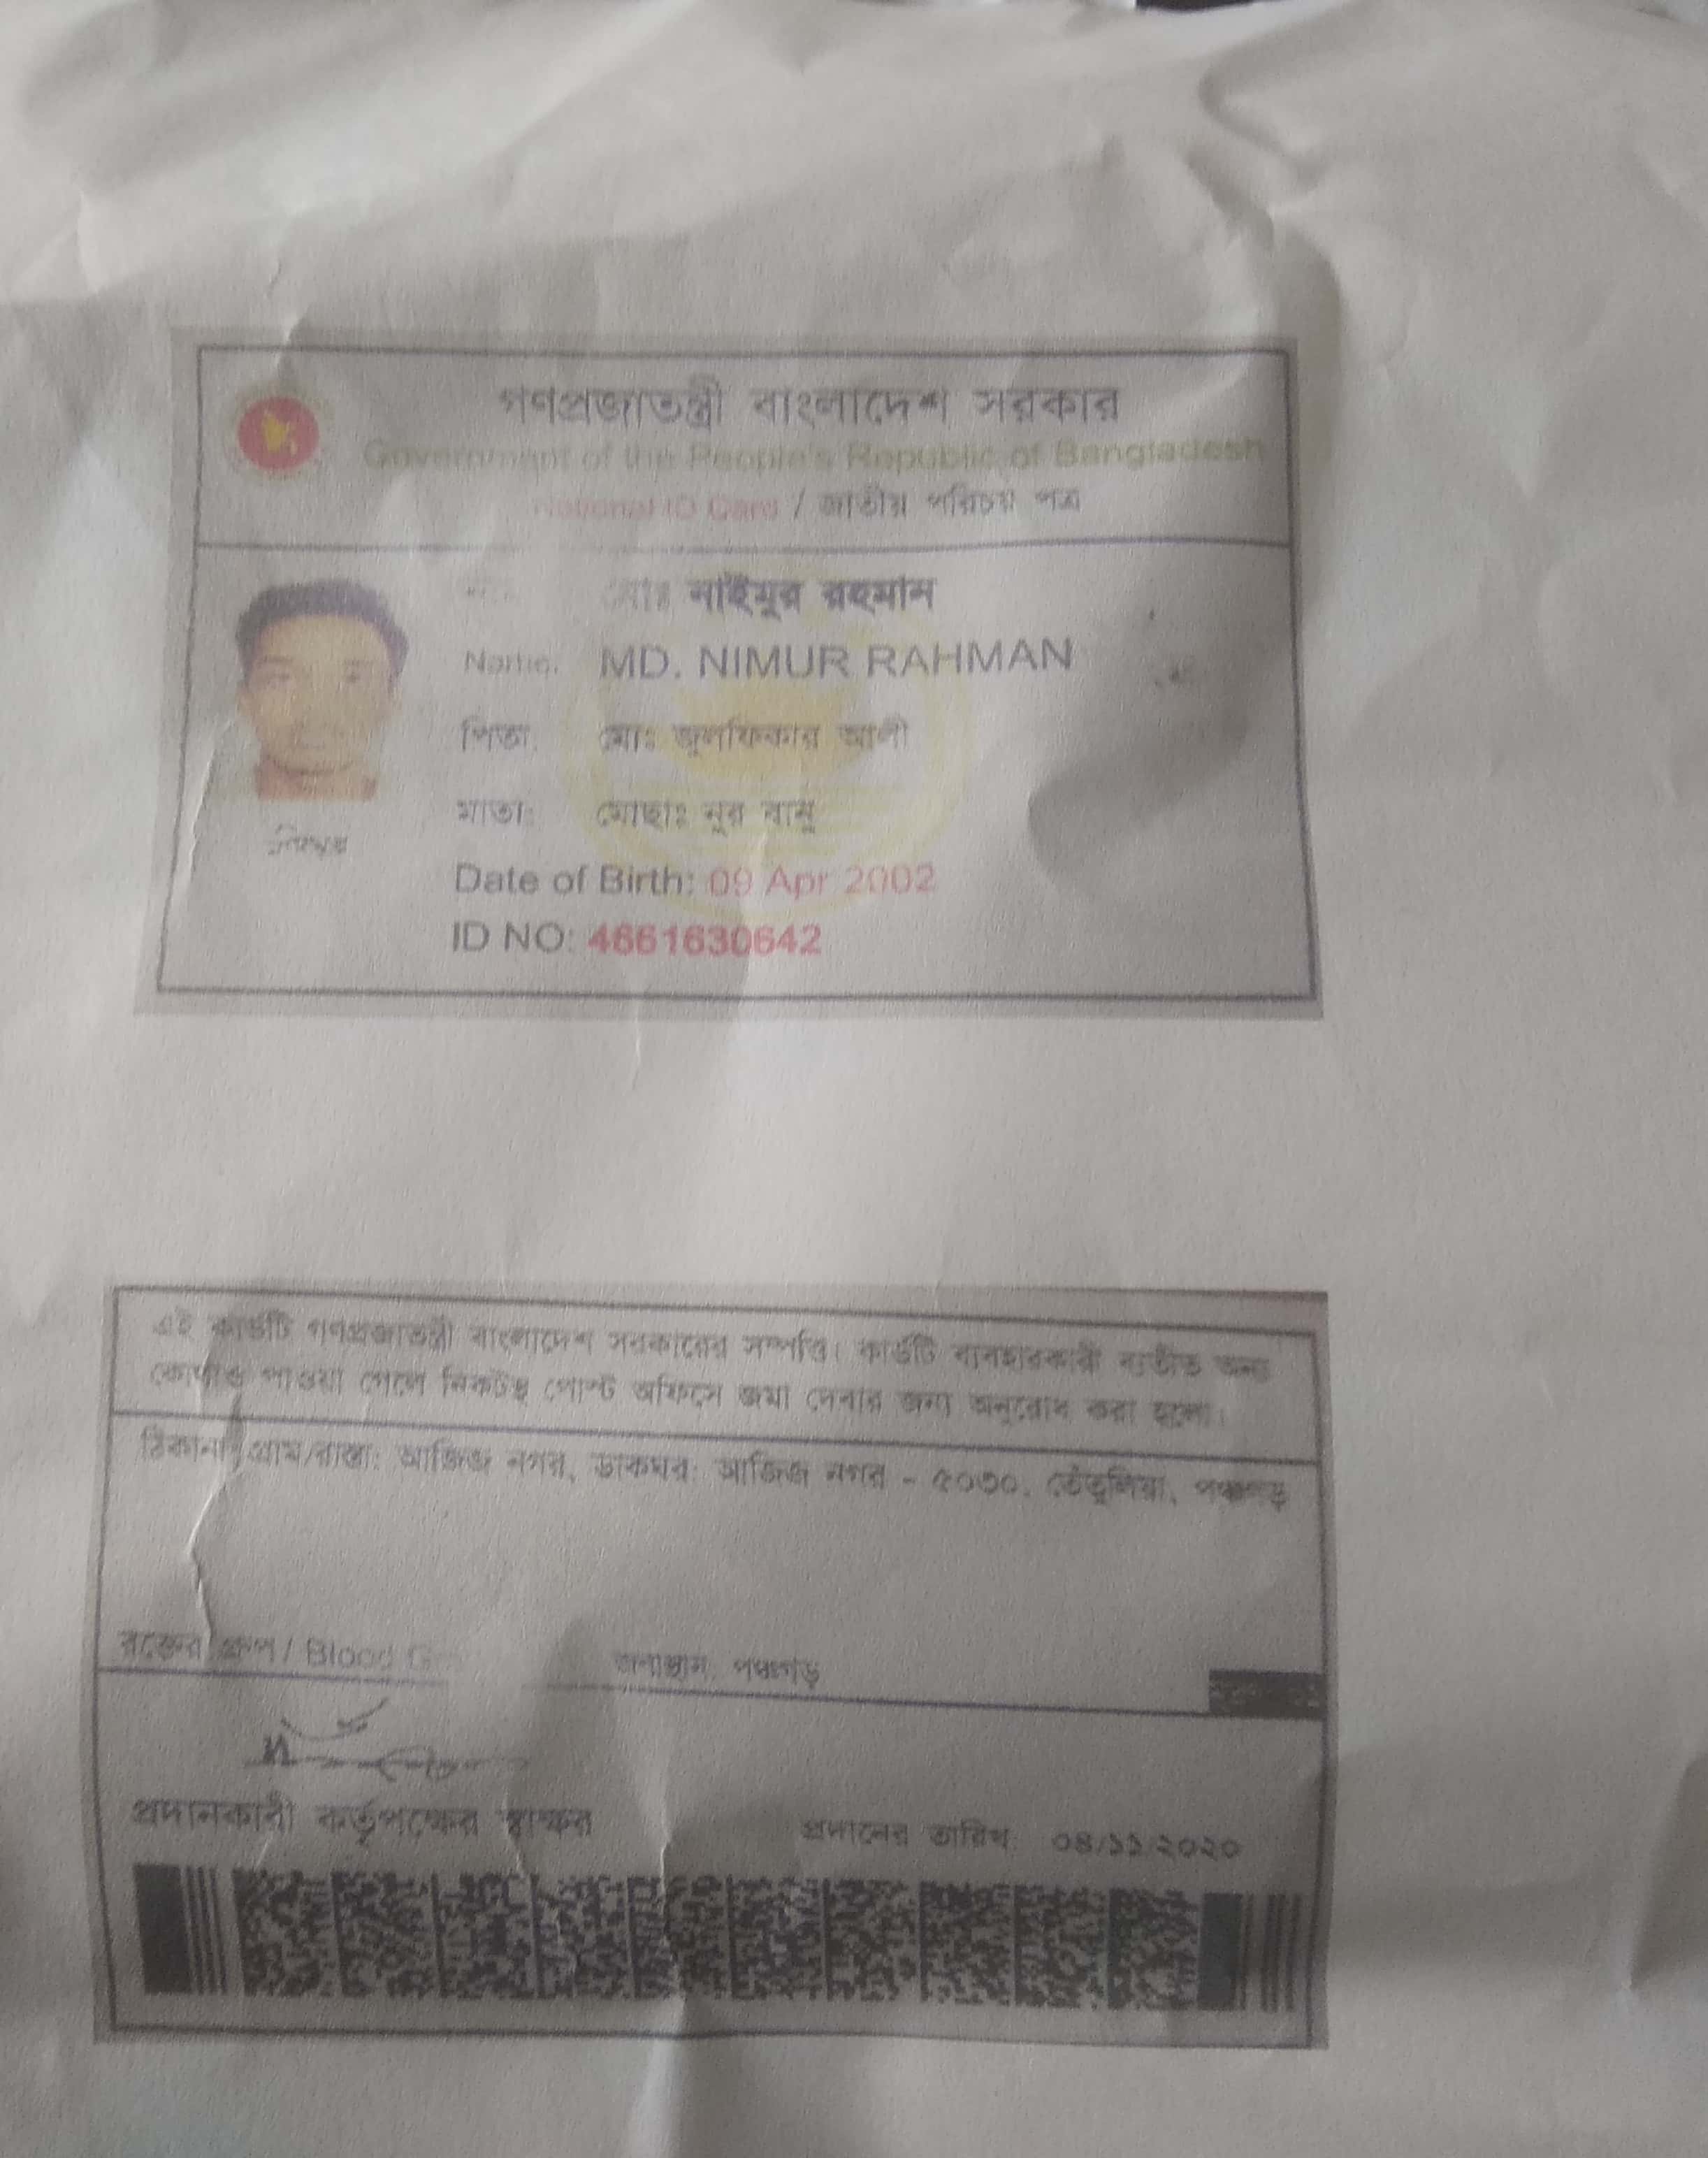 গণপ্রজাতন্ত্রী বাংলাদেশ সরকার
Government of the People's Republic of Bangladesh
National ID Card / জাতীয় পরিচয় পত্র
মোঃ নাইমুর রহমান
Name: MD. NIMUR RAHMAN
পিতা: মোঃ জুলফিকার আলী
মাতা: মোছাঃ নুর বানু
Date of Birth: 09 Apr 2002
ID NO: 4661630642
এই কার্ডটি গণপ্রজাতন্ত্রী বাংলাদেশ সরকারের সম্পত্তি। কার্ডটি ব্যবহারকারী ব্যতীত অন্য
কোথাও পাওয়া গেলে নিকটস্থ পোস্ট অফিসে জমা দেবার জন্য অনুরোধ করা হলো।
ঠিকানা: গ্রাম/রাস্তা: আজিজ নগর, ডাকঘর: আজিজ নগর - ৫০৩০, তেঁতুলিয়া, পঞ্চগড়
রক্তের গ্রুপ / Blood জন্মস্থান: পঞ্চগড়
প্রদানকারী কর্তৃপক্ষের স্বাক্ষর প্রদানের তারিখ: ০৪/১১/২০২০